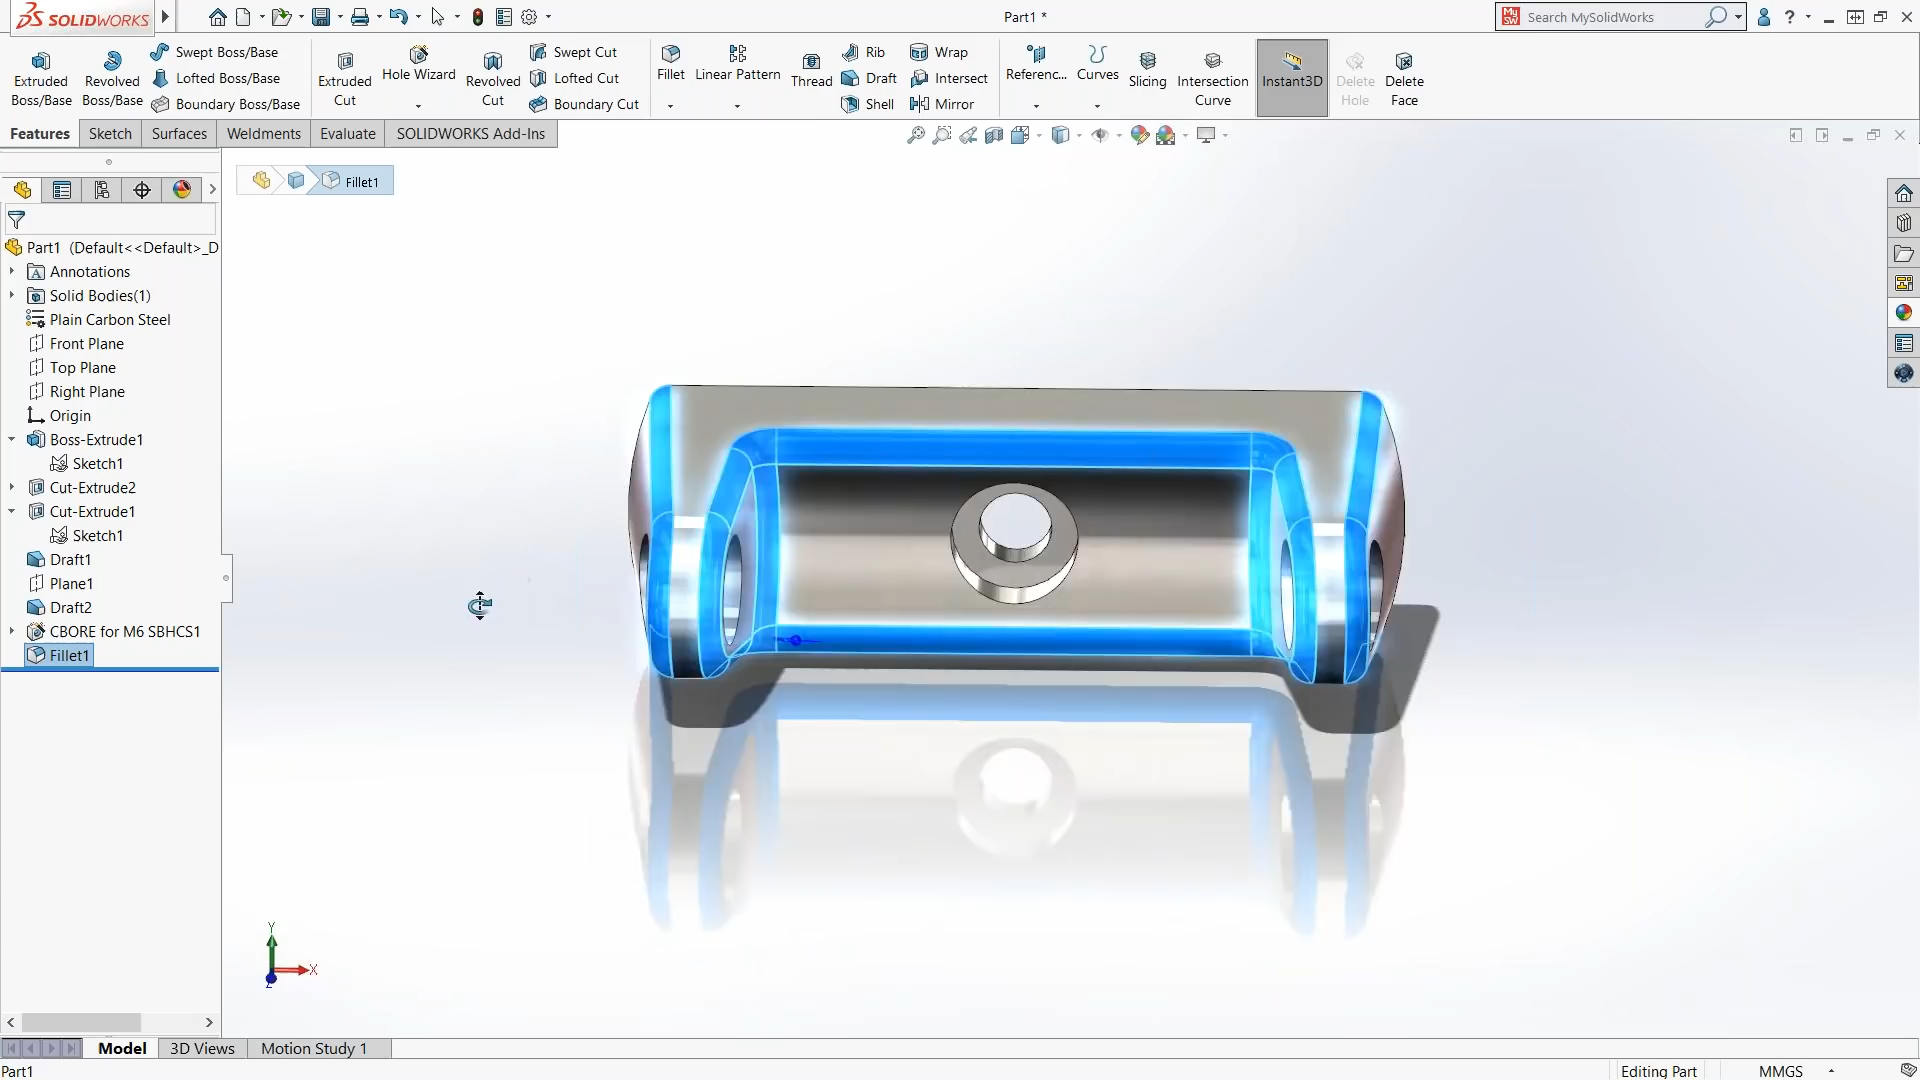 SOLIDWORKS
Part1 *
Search MySolidWorks
?
Extruded
Boss/Base
Revolved
Boss/Base
Swept Boss/Base
Lofted Boss/Base
Boundary Boss/Base
Extruded
Cut
Hole Wizard
Revolved
Cut
Swept Cut
Lofted Cut
Boundary Cut
Fillet
Linear Pattern
Thread
Rib
Draft
Shell
Wrap
Intersect
Mirror
Referenc...
Curves
Slicing
Intersection
Curve
Instant3D
Delete
Hole
Delete
Face
Features
Sketch
Surfaces
Weldments
Evaluate
SOLIDWORKS Add-Ins
Fillet1
Part1 (Default<<Default>_D
Annotations
Solid Bodies(1)
Plain Carbon Steel
Front Plane
Top Plane
Right Plane
Origin
Boss-Extrude1
Sketch1
Cut-Extrude2
Cut-Extrude1
Sketch1
Draft1
Plane1
Draft2
CBORE for M6 SBHCS1
Fillet1
Y
X
Z
Model
3D Views
Motion Study 1
Part1
Editing Part
MMGS